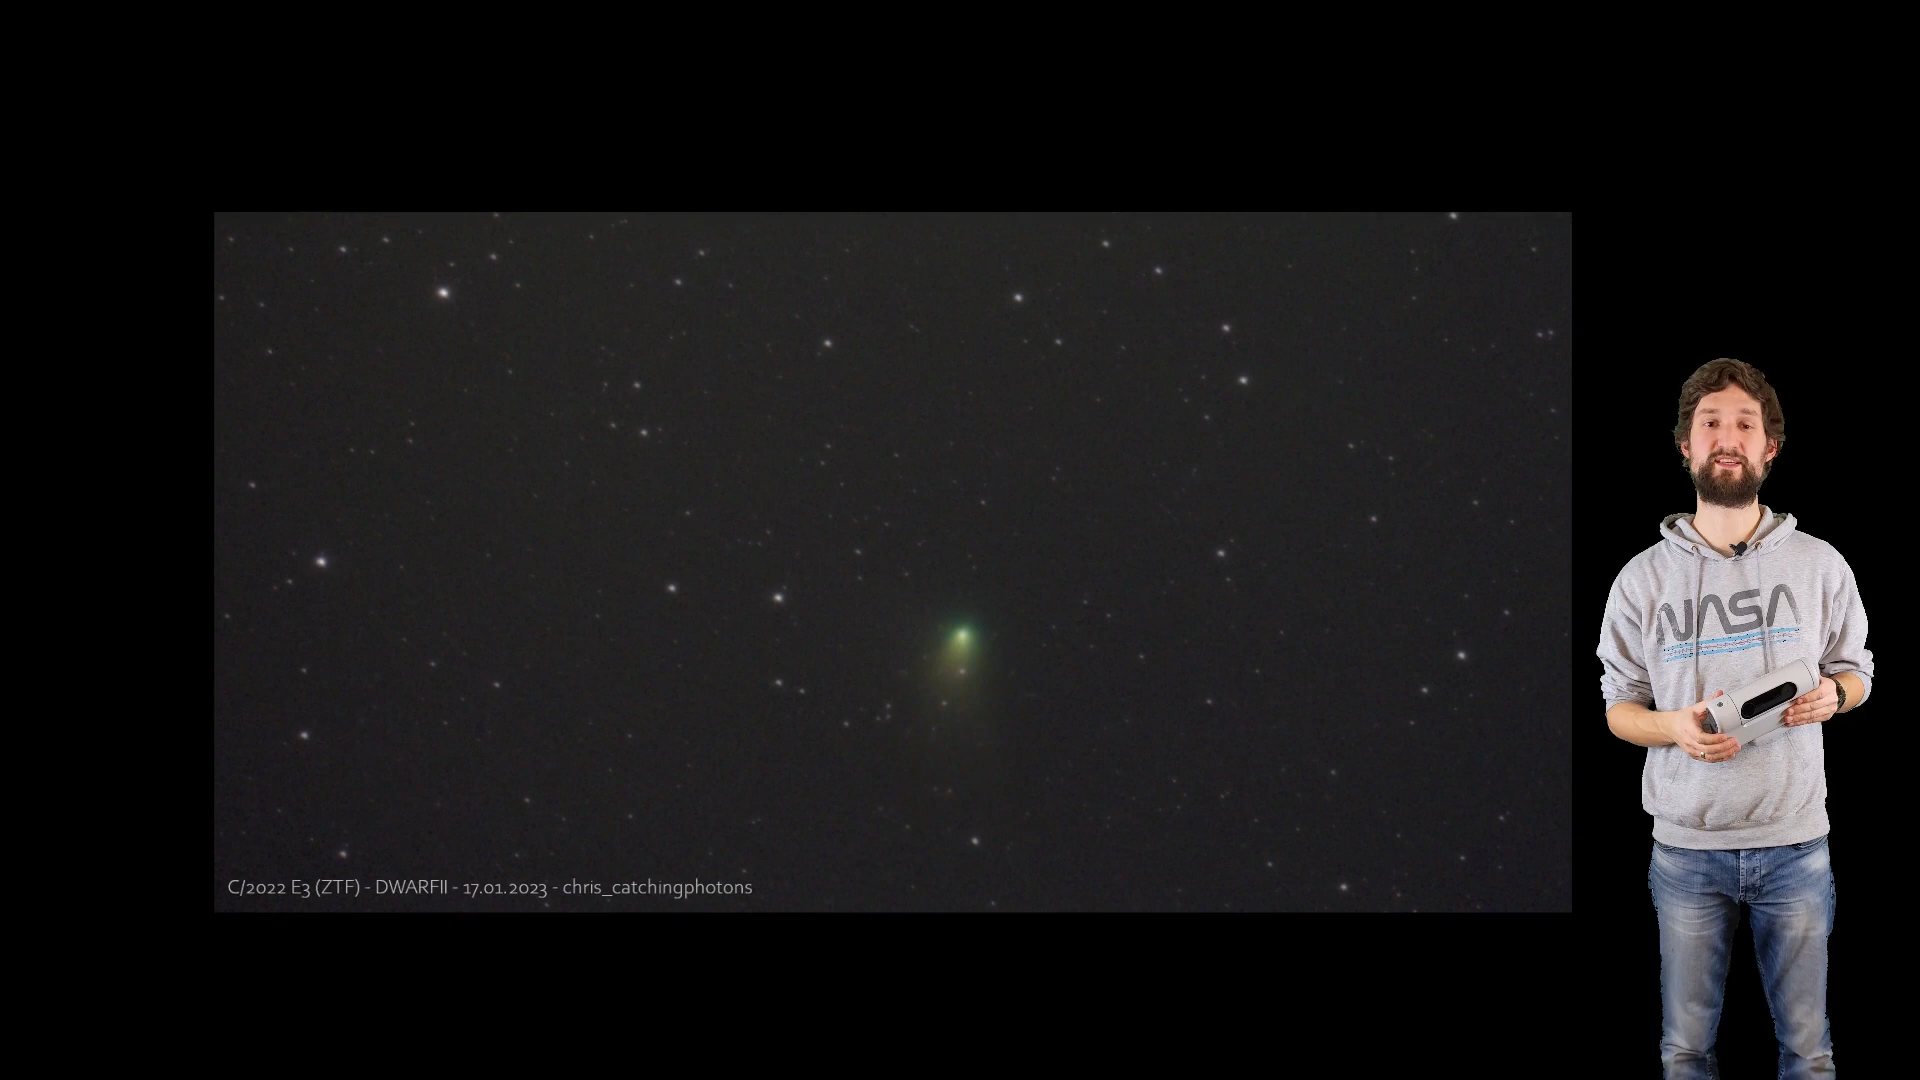 C/2022 E3 (ZTF) - DWARFII - 17.01.2023 - chris_catchingphotons
NASA